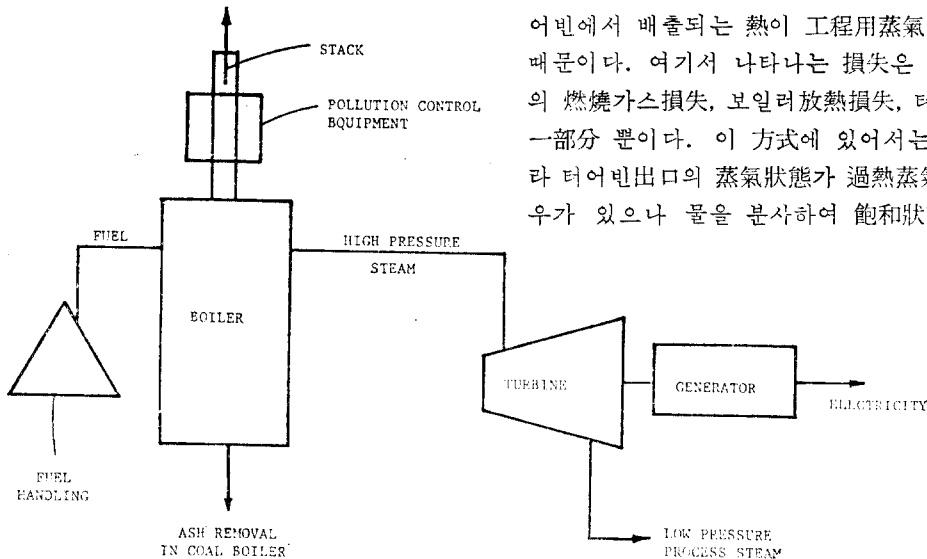 어빈에서 배출되는 熱이 工程用蒸氣
때문이다. 여기서 나타나는 損失은
의 燃燒가스損失, 보일러放熱損失, 터
一部分 뿐이다. 이 方式에 있어서는
라 터어빈出口의 蒸氣狀態가 過熱蒸氣
우가 있으나 물을 분사하여 飽和狀
STACK
POLLUTION CONTROL
BQUIPMENT
FUEL
HIGH PRESSURE
STEAM
BOILER
TURBINE
GENERATOR
ELECTRICITY
FUEL
HANDLING
ASH REMOVAL
IN COAL BOILER
LOW PRESSURE
PROCESS STEAM